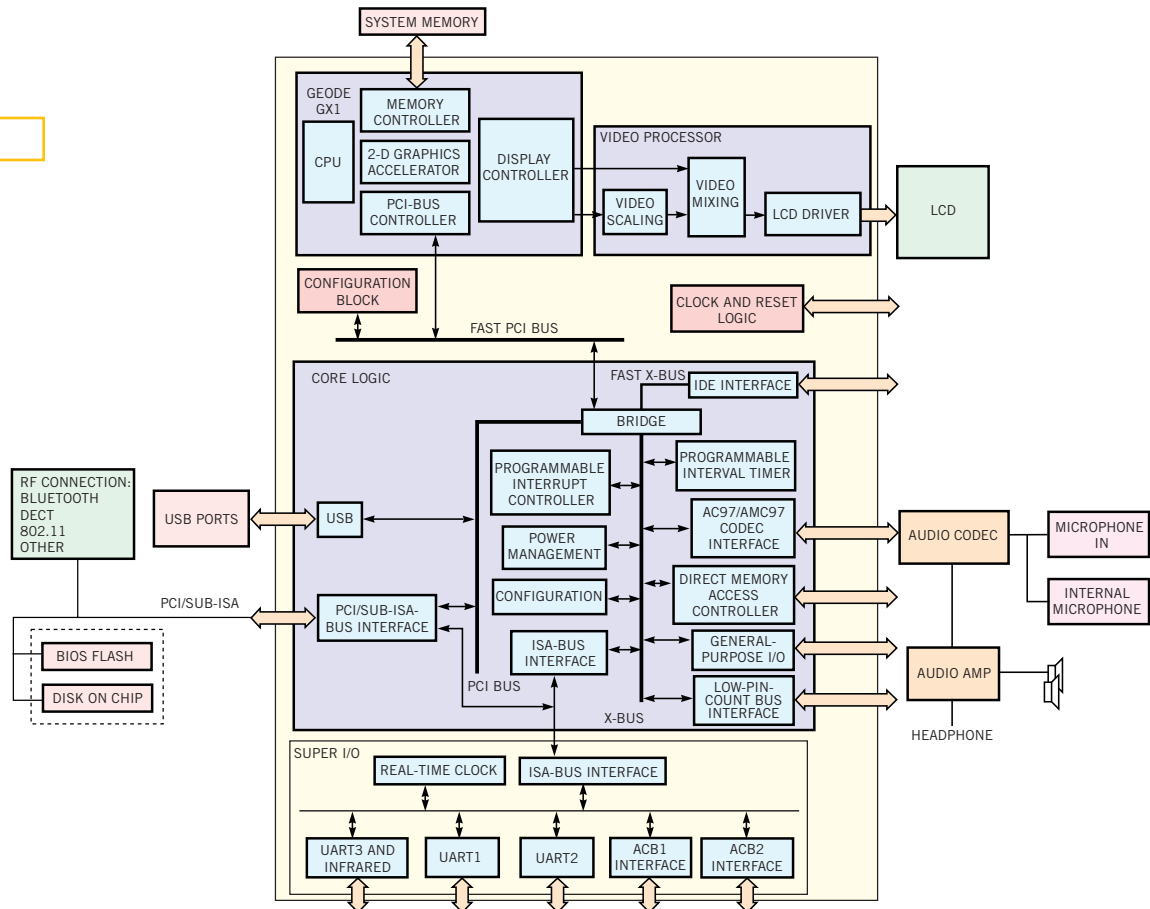 SYSTEM MEMORY
GEODE
GX1
CPU
MEMORY
CONTROLLER
2-D GRAPHICS
ACCELERATOR
PCI-BUS
CONTROLLER
DISPLAY
CONTROLLER
VIDEO PROCESSOR
VIDEO
SCALING
VIDEO
MIXING
LCD DRIVER
LCD
CONFIGURATION
BLOCK
CLOCK AND RESET
LOGIC
FAST PCI BUS
CORE LOGIC
FAST X-BUS
IDE INTERFACE
BRIDGE
PROGRAMMABLE
INTERRUPT
CONTROLLER
PROGRAMMABLE
INTERVAL TIMER
RF CONNECTION:
BLUETOOTH
DECT
802.11
OTHER
USB PORTS
USB
POWER
MANAGEMENT
AC97/AMC97
CODEC
INTERFACE
AUDIO CODEC
MICROPHONE
IN
INTERNAL
MICROPHONE
CONFIGURATION
DIRECT MEMORY
ACCESS
CONTROLLER
PCI/SUB-ISA
PCI/SUB-ISA-
BUS INTERFACE
ISA-BUS
INTERFACE
GENERAL-
PURPOSE I/O
BIOS FLASH
DISK ON CHIP
PCI BUS
X-BUS
LOW-PIN-
COUNT BUS
INTERFACE
AUDIO AMP
HEADPHONE
SUPER I/O
REAL-TIME CLOCK
ISA-BUS INTERFACE
UART3 AND
INFRARED
UART1
UART2
ACB1
INTERFACE
ACB2
INTERFACE